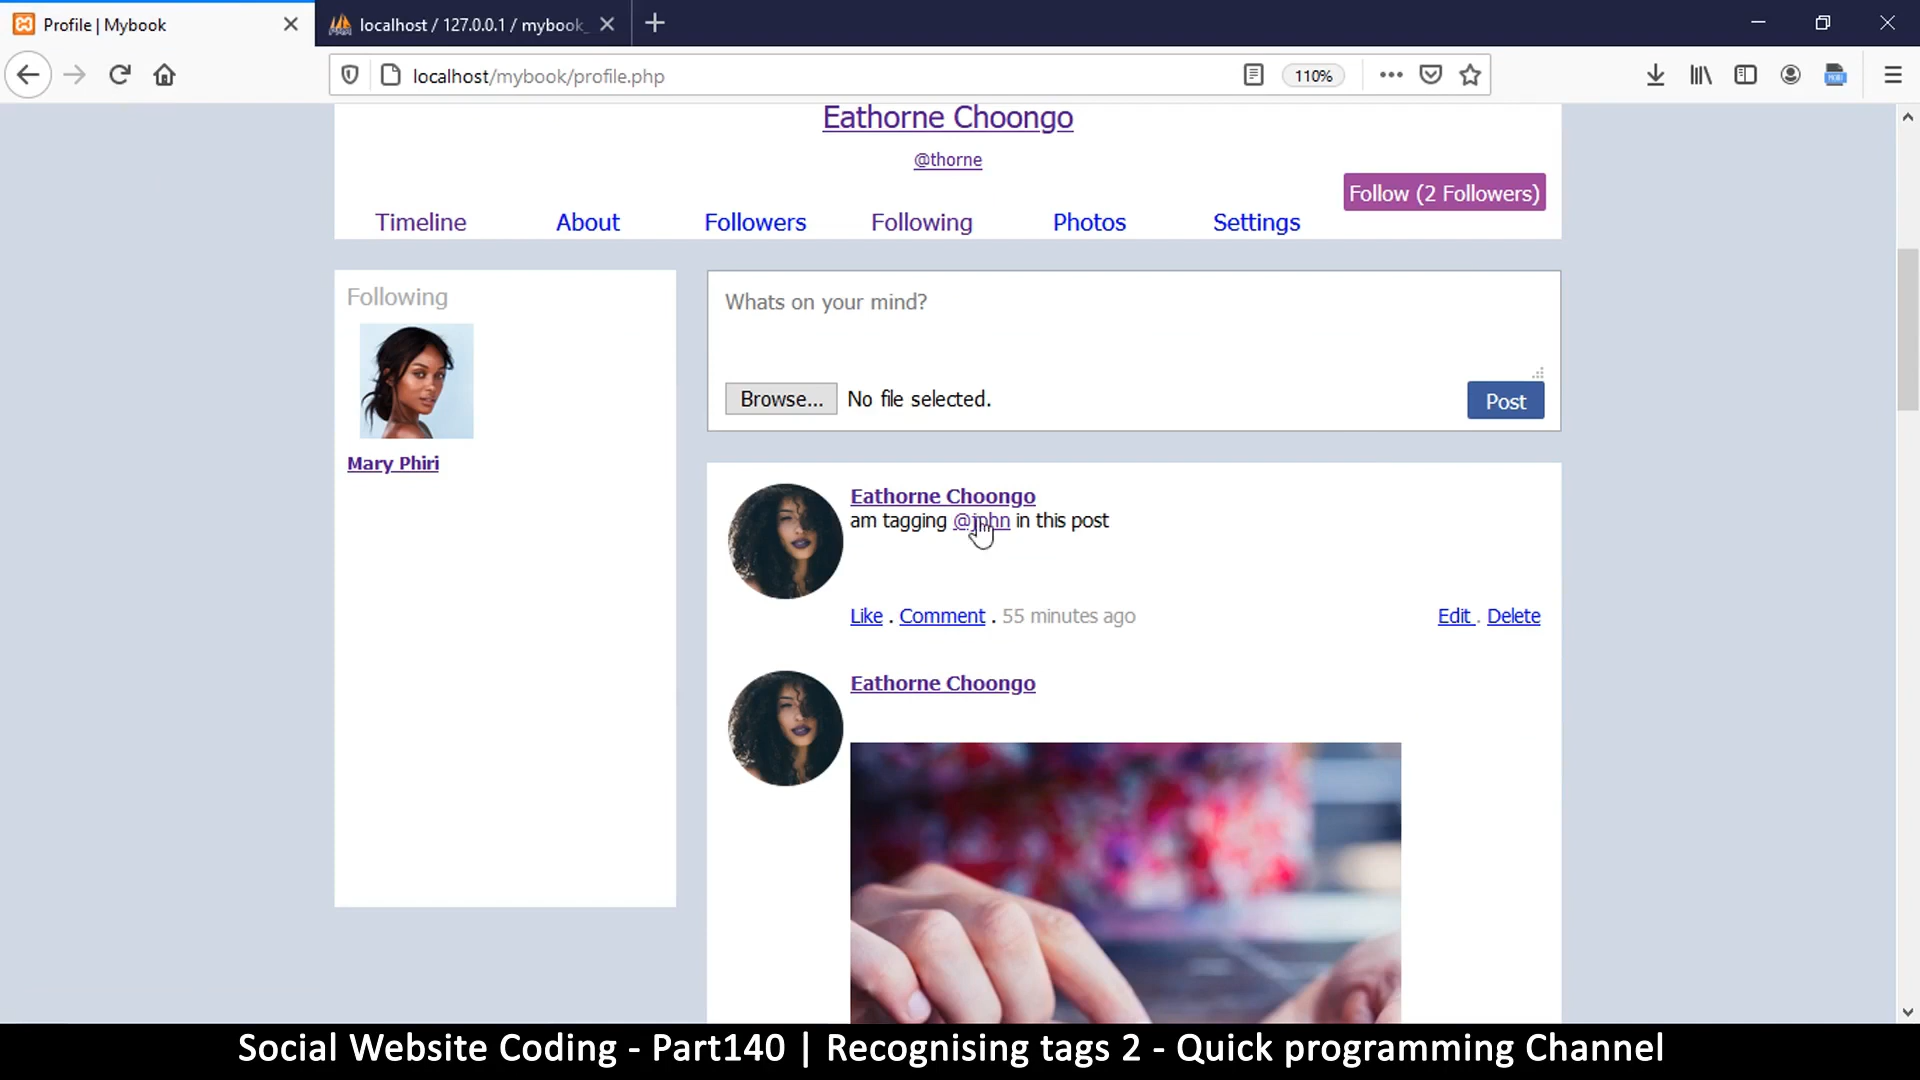 Profile | Mybook
localhost / 127.0.0.1 / mybook_
localhost/mybook/profile.php
110%
Eathorne Choongo
@thorne
Follow (2 Followers)
Timeline
About
Followers
Following
Photos
Settings
Following
Mary Phiri
Whats on your mind?
Browse... No file selected.
Post
Eathorne Choongo
am tagging @john in this post
Like . Comment . 55 minutes ago
Edit . Delete
Eathorne Choongo
Social Website Coding - Part140 | Recognising tags 2 - Quick programming Channel